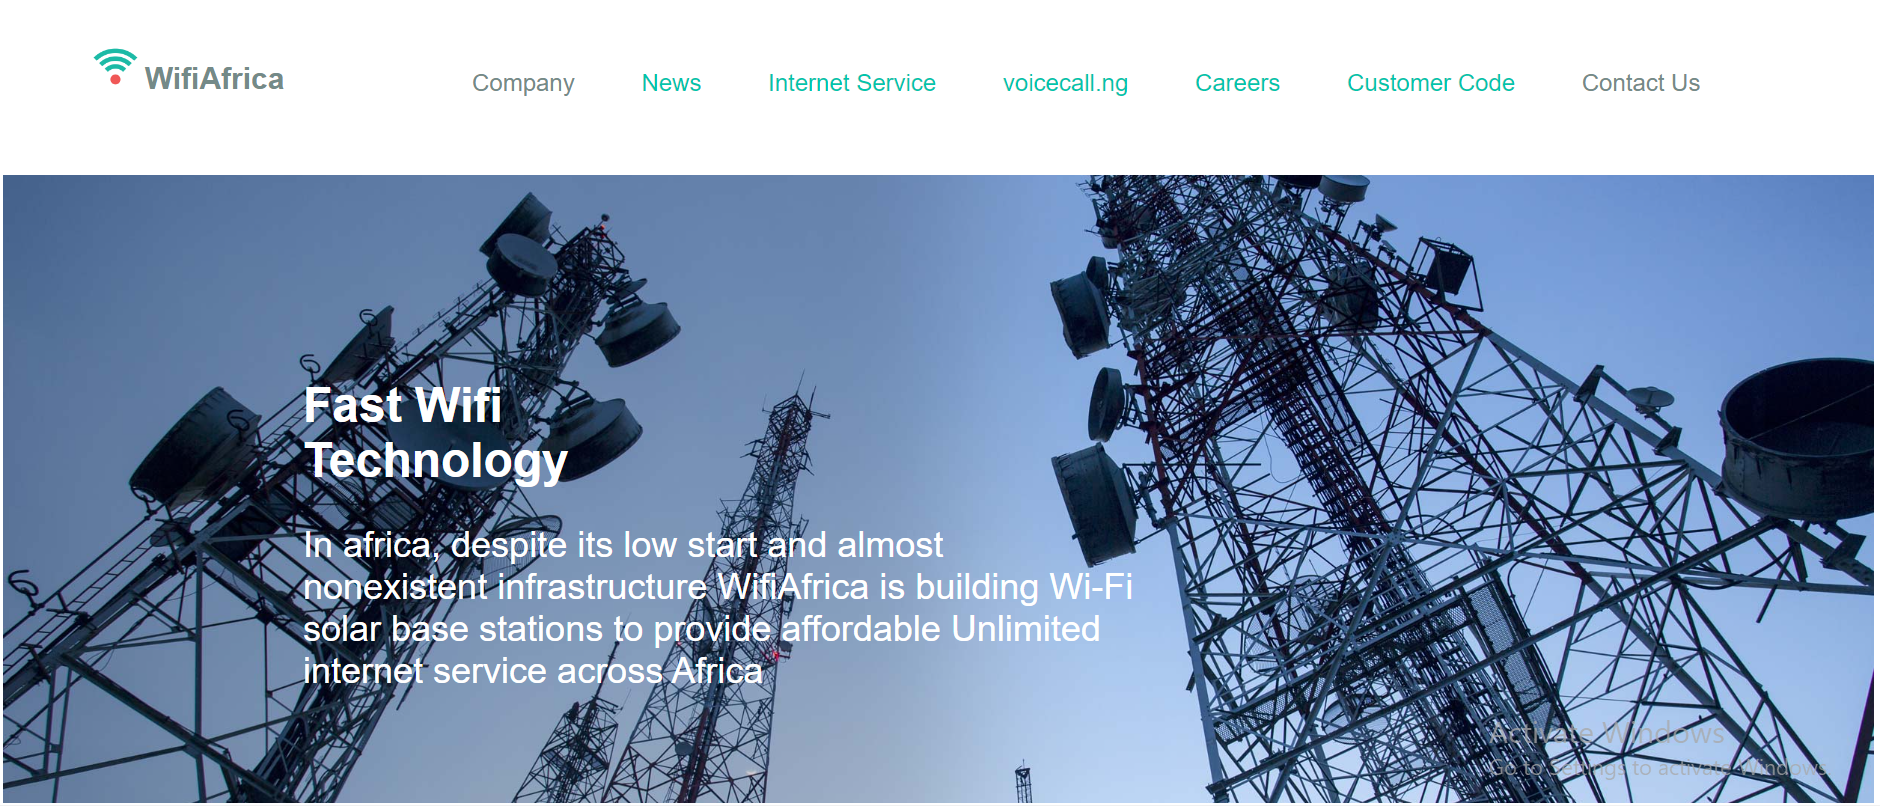 WifiAfrica
Company
News
Internet Service
voicecall.ng
Careers
Customer Code
Contact Us
Fast Wifi
Technology
In africa, despite its low start and almost
nonexistent infrastructure WifiAfrica is building Wi-Fi
solar base stations to provide affordable Unlimited
internet service across Africa
Activate Windows
Go to Settings to activate Windows.